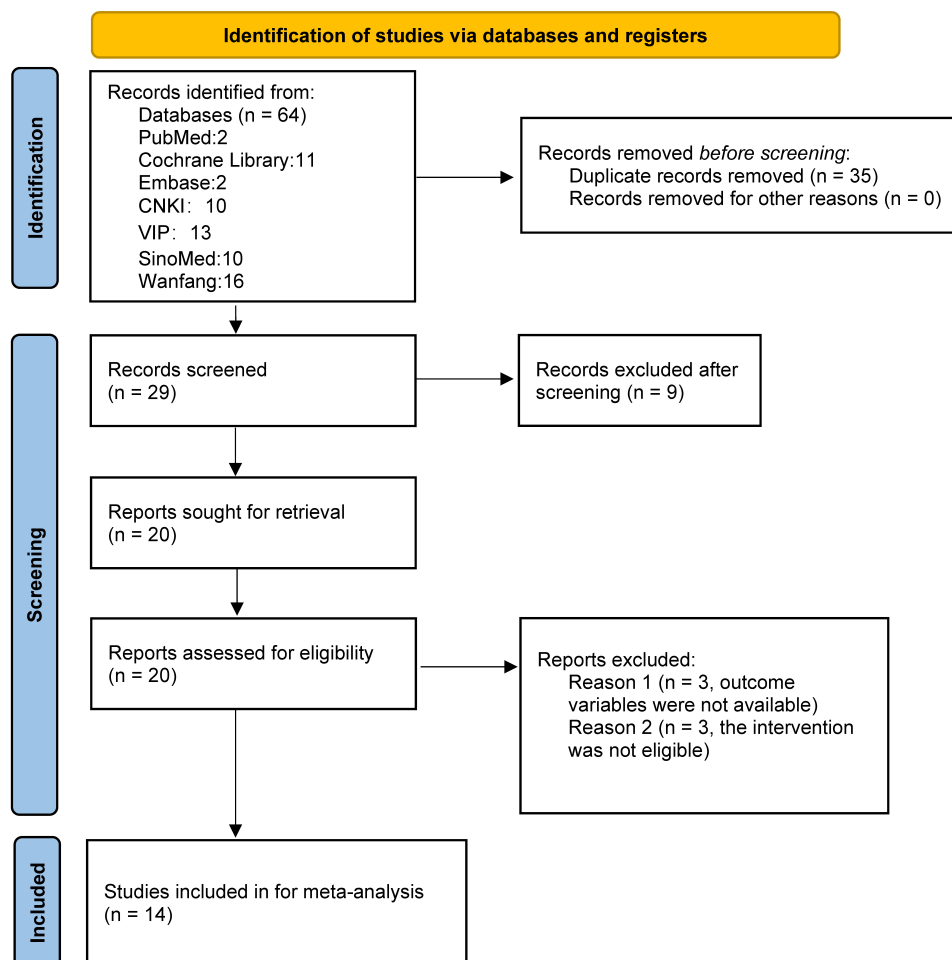 Identification of studies via databases and registers
Identification
Records identified from:
Databases (n = 64)
PubMed:2
Cochrane Library:11
Embase:2
CNKI： 10
VIP： 13
SinoMed:10
Wanfang:16
Records removed before screening:
Duplicate records removed (n = 35)
Records removed for other reasons (n = 0)
Screening
Records screened
(n = 29)
Records excluded after
screening (n = 9)
Reports sought for retrieval
(n = 20)
Reports assessed for eligibility
(n = 20)
Reports excluded:
Reason 1 (n = 3, outcome
variables were not available)
Reason 2 (n = 3, the intervention
was not eligible)
Included
Studies included in for meta-analysis
(n = 14)